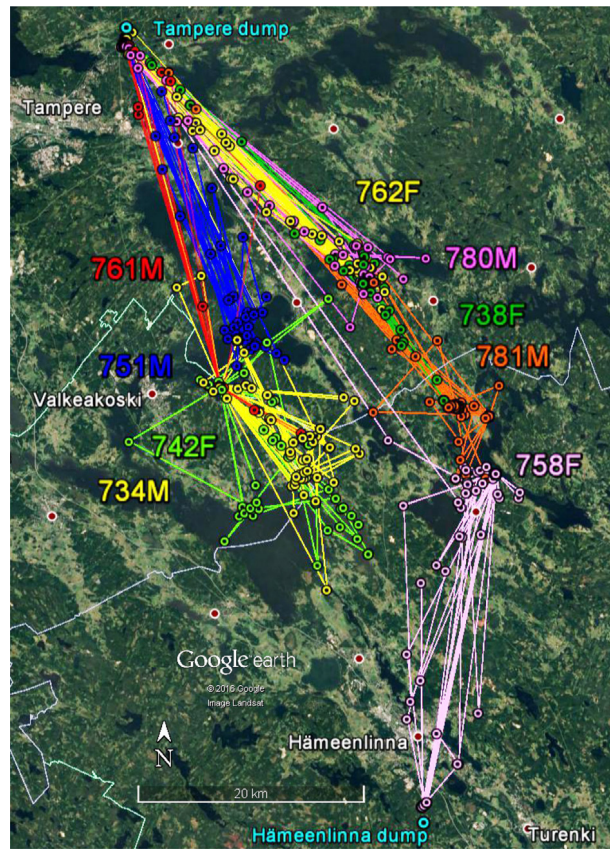 Tampere dump
Tampere
762F
780M
761M
738F
781M
751M
Valkeakoski
742F
758F
734M
Google earth
© 2016 Google
Image Landsat
N
Hämeenlinna
20 km
Hämeenlinna dump
Turenki